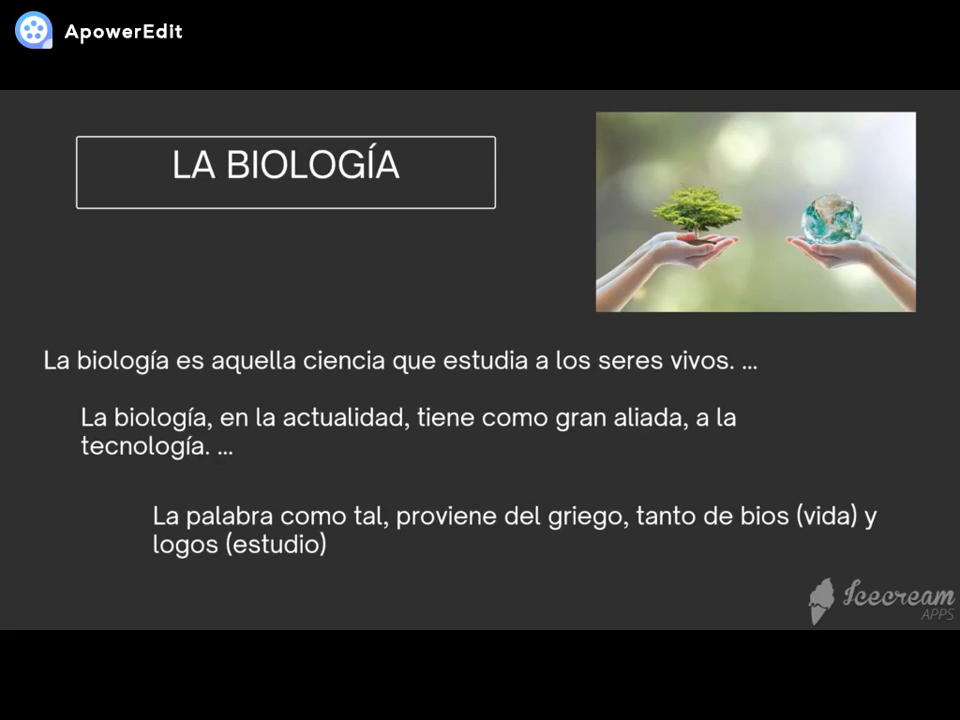 ApowerEdit
LA BIOLOGÍA
La biología es aquella ciencia que estudia a los seres vivos. ...
La biología, en la actualidad, tiene como gran aliada, a la
tecnología. ...
La palabra como tal, proviene del griego, tanto de bios (vida) y
logos (estudio)
Icecream
APPS